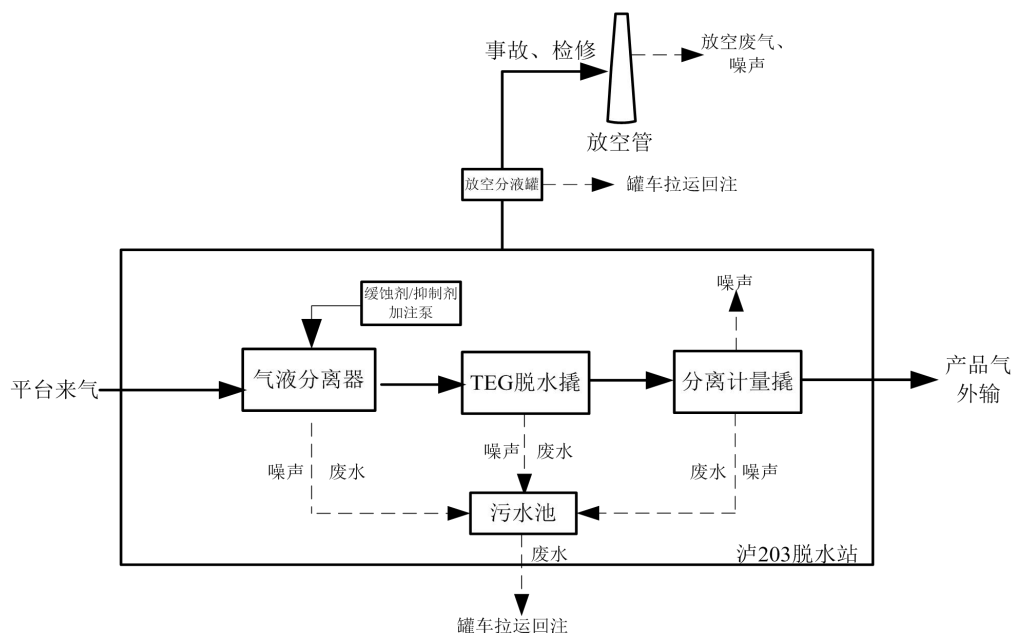 事故、检修
放空废气、
噪声
放空管
放空分液罐
罐车拉运回注
缓蚀剂/抑制剂
加注泵
噪声
平台来气
气液分离器
TEG脱水撬
分离计量撬
产品气
外输
噪声 废水
噪声 废水
废水 噪声
污水池
废水
泸203脱水站
罐车拉运回注